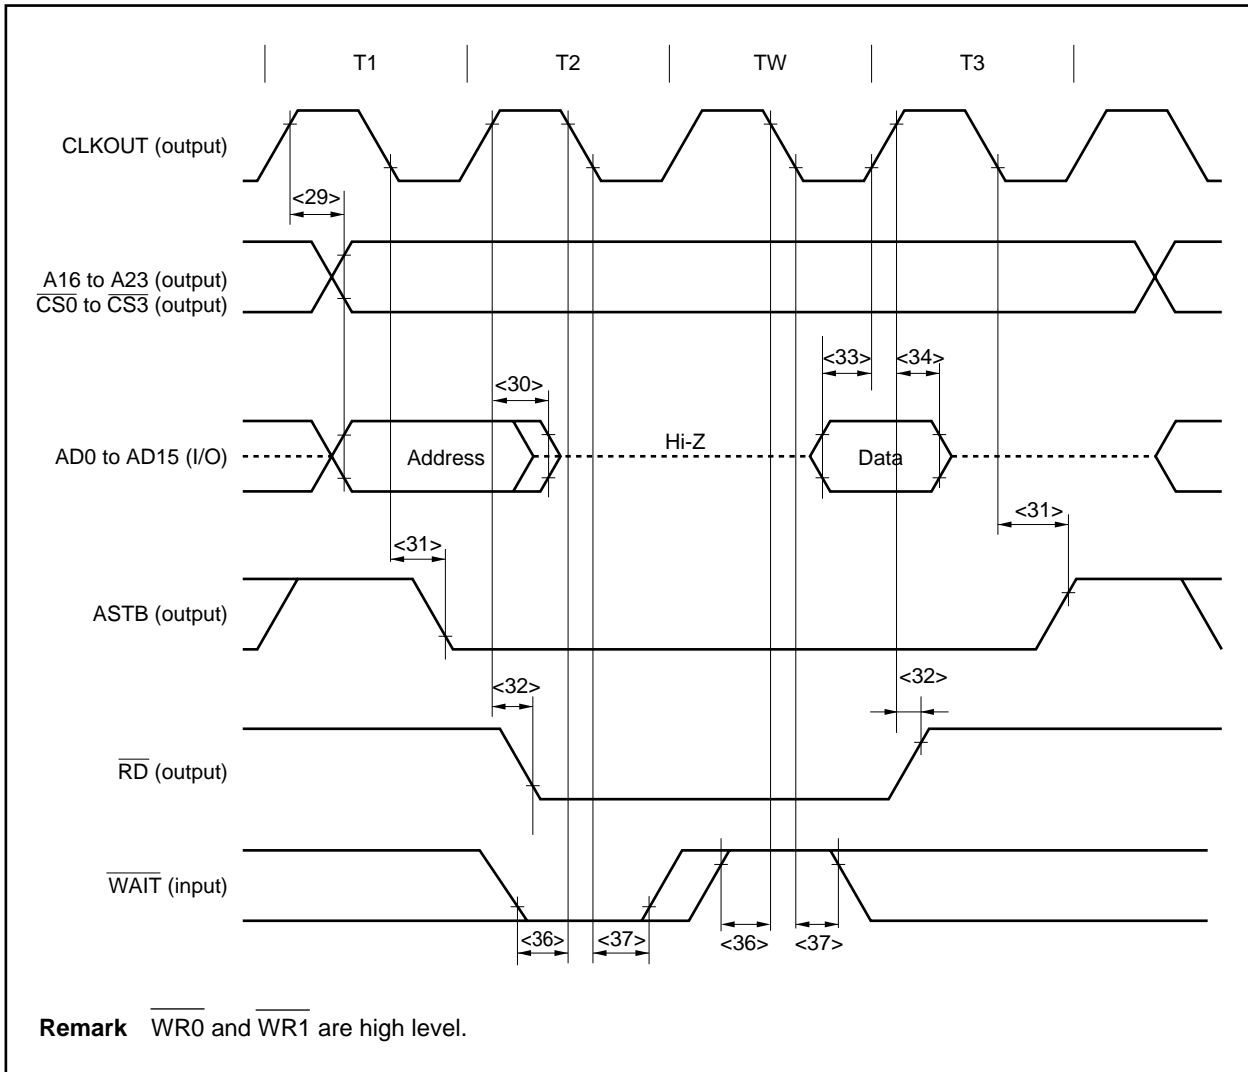 T1 T2 TW T3
CLKOUT (output)
<29>
A16 to A23 (output)
CS0 to CS3 (output)
<33> <34>
<30>
Hi-Z
AD0 to AD15 (I/O) Address Data
<31>
<31>
ASTB (output)
<32>
<32>
RD (output)
WAIT (input)
<36> <37> <36> <37>
Remark WR0 and WR1 are high level.